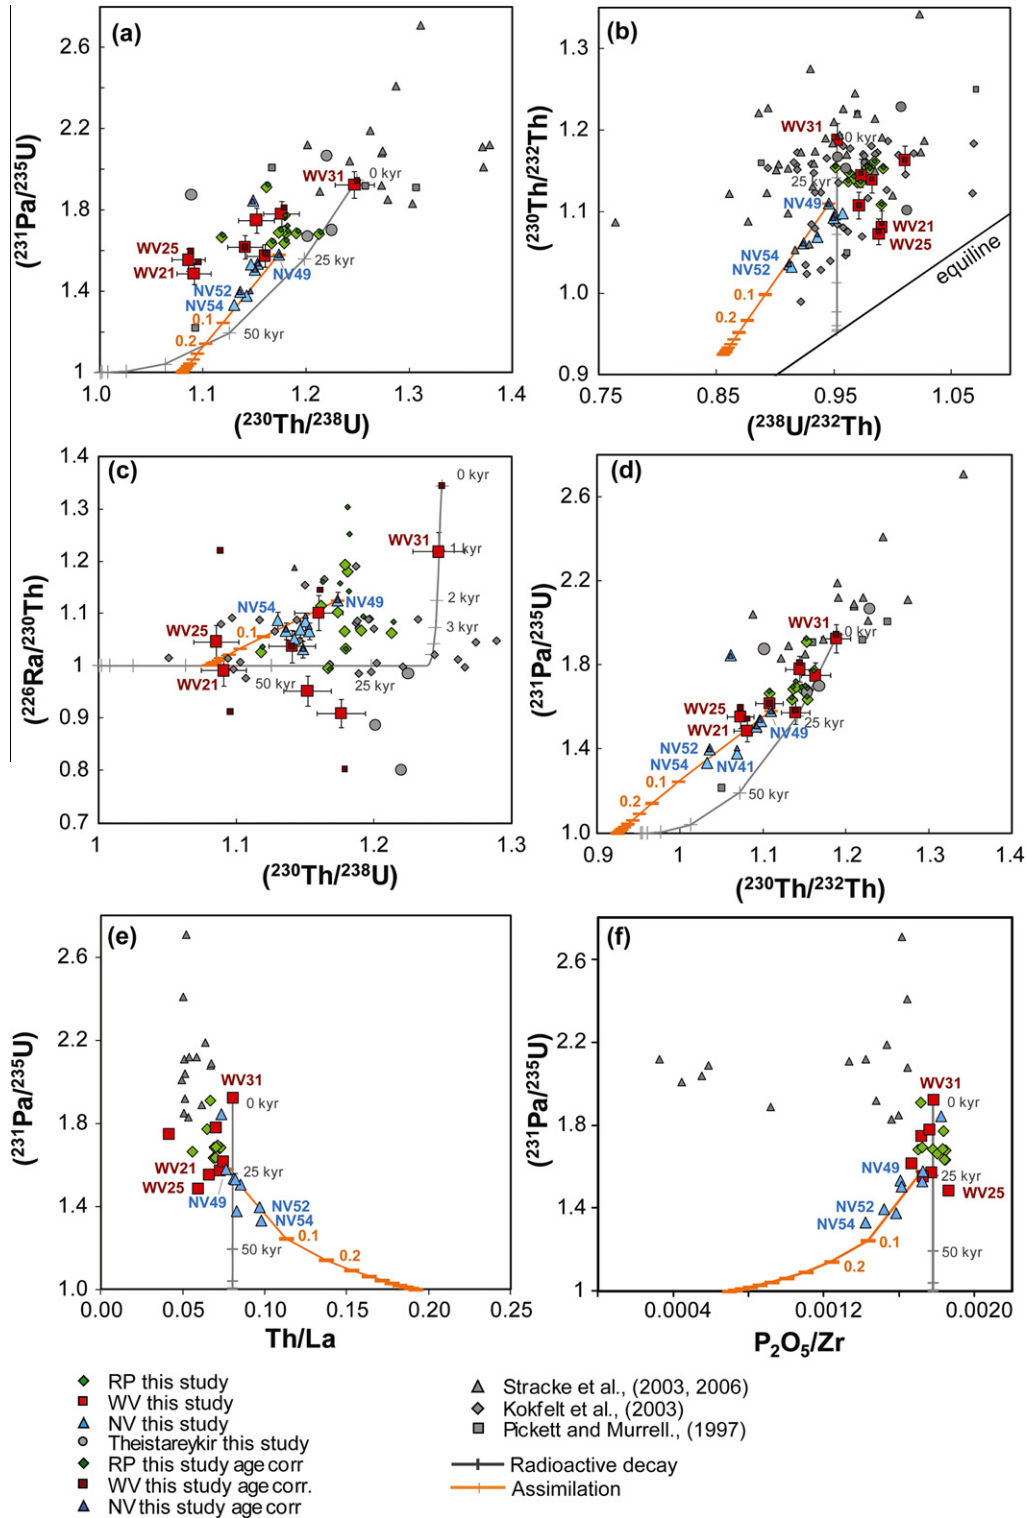 (a)
2.6
2.2
1.8
1.4
1
(²³¹Pa/²³⁵U)
WV31
0 kyr
25 kyr
50 kyr
WV25
WV21
NV49
NV52
NV54
0.1
0.2
1.0 1.1 1.2 1.3 1.4
(²³⁰Th/²³⁸U)
(b)
1.3
1.2
1.1
1.0
0.9
(²³⁰Th/²³²Th)
WV31
0 kyr
25 kyr
NV49
WV21
WV25
NV54
NV52
0.1
0.2
equiline
0.75 0.85 0.95 1.05
(²³⁸U/²³²Th)
(c)
1.4
1.3
1.2
1.1
1
0.9
0.8
0.7
(²²⁶Ra/²³⁰Th)
0 kyr
WV31
1 kyr
2 kyr
3 kyr
NV54
NV49
WV25
0.1
WV21
50 kyr
25 kyr
1 1.1 1.2 1.3
(²³⁰Th/²³⁸U)
(d)
2.6
2.2
1.8
1.4
1.0
(²³¹Pa/²³⁵U)
WV31
0 kyr
WV25
WV21
25 kyr
NV49
NV52
NV54
NV41
0.1
0.2
50 kyr
0.9 1 1.1 1.2 1.3 1.4
(²³⁰Th/²³²Th)
(e)
2.6
2.2
1.8
1.4
1.0
(²³¹Pa/²³⁵U)
WV31
0 kyr
WV21
WV25
25 kyr
NV49
NV52
NV54
0.1
0.2
50 kyr
0.00 0.05 0.10 0.15 0.20 0.25
Th/La
(f)
2.6
2.2
1.8
1.4
1.0
(²³¹Pa/²³⁵U)
WV31
0 kyr
NV49
25 kyr
WV25
NV52
NV54
0.1
0.2
50 kyr
0.0004 0.0012 0.0020
P₂O₅/Zr
RP this study
WV this study
NV this study
Theistareykir this study
RP this study age corr
WV this study age corr.
NV this study age corr
Stracke et al., (2003, 2006)
Kokfelt et al., (2003)
Pickett and Murrell., (1997)
Radioactive decay
Assimilation